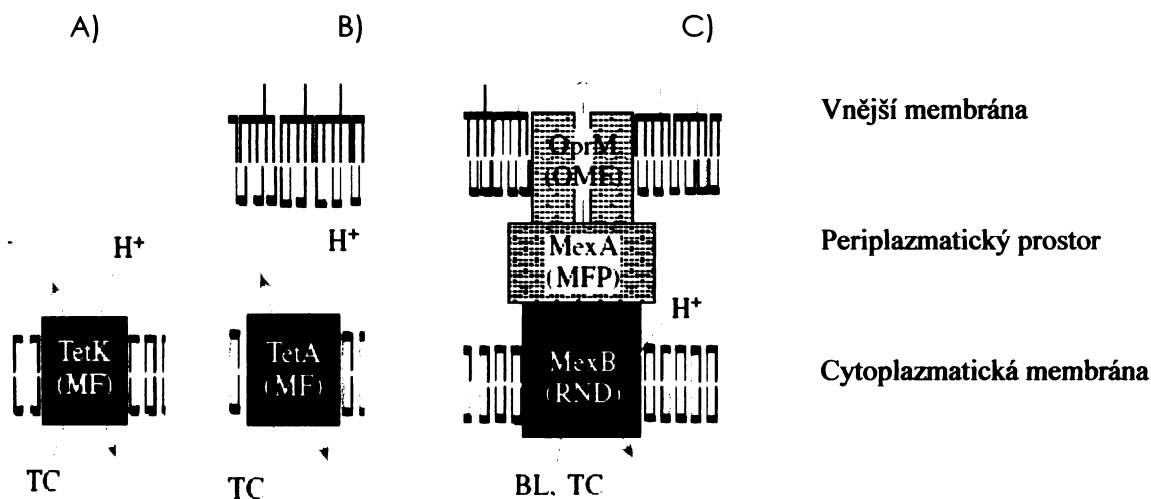 A)
B)
C)
Vnější membrána
OprM
(OMF)
H⁺
H⁺
MexA
(MFP)
Periplazmatický prostor
H⁺
TetK
(MF)
TetA
(MF)
MexB
(RND)
Cytoplazmatická membrána
TC
TC
BL, TC